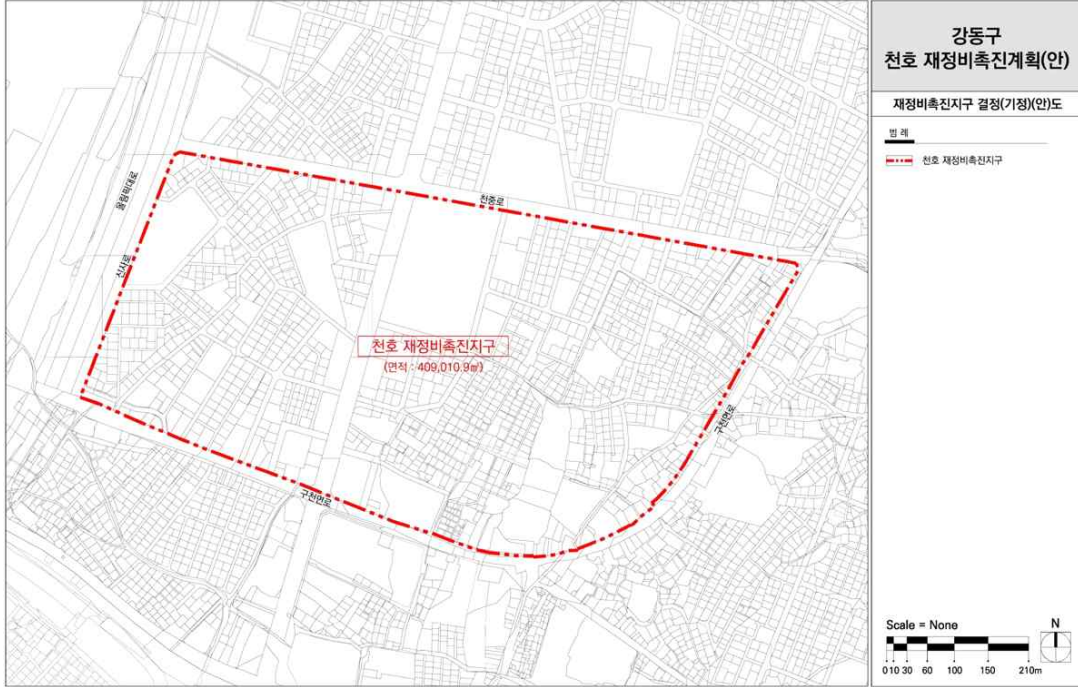 강동구
천호 재정비촉진계획(안)
재정비촉진지구 결정(기정)(안)도
범 례
천호 재정비촉진지구
올림픽대로
선사로
천중로
천호 재정비촉진지구
(면적 : 409,010.9㎡)
구천면로
구천면로
Scale = None
N
0 10 30 60 100 150 210m